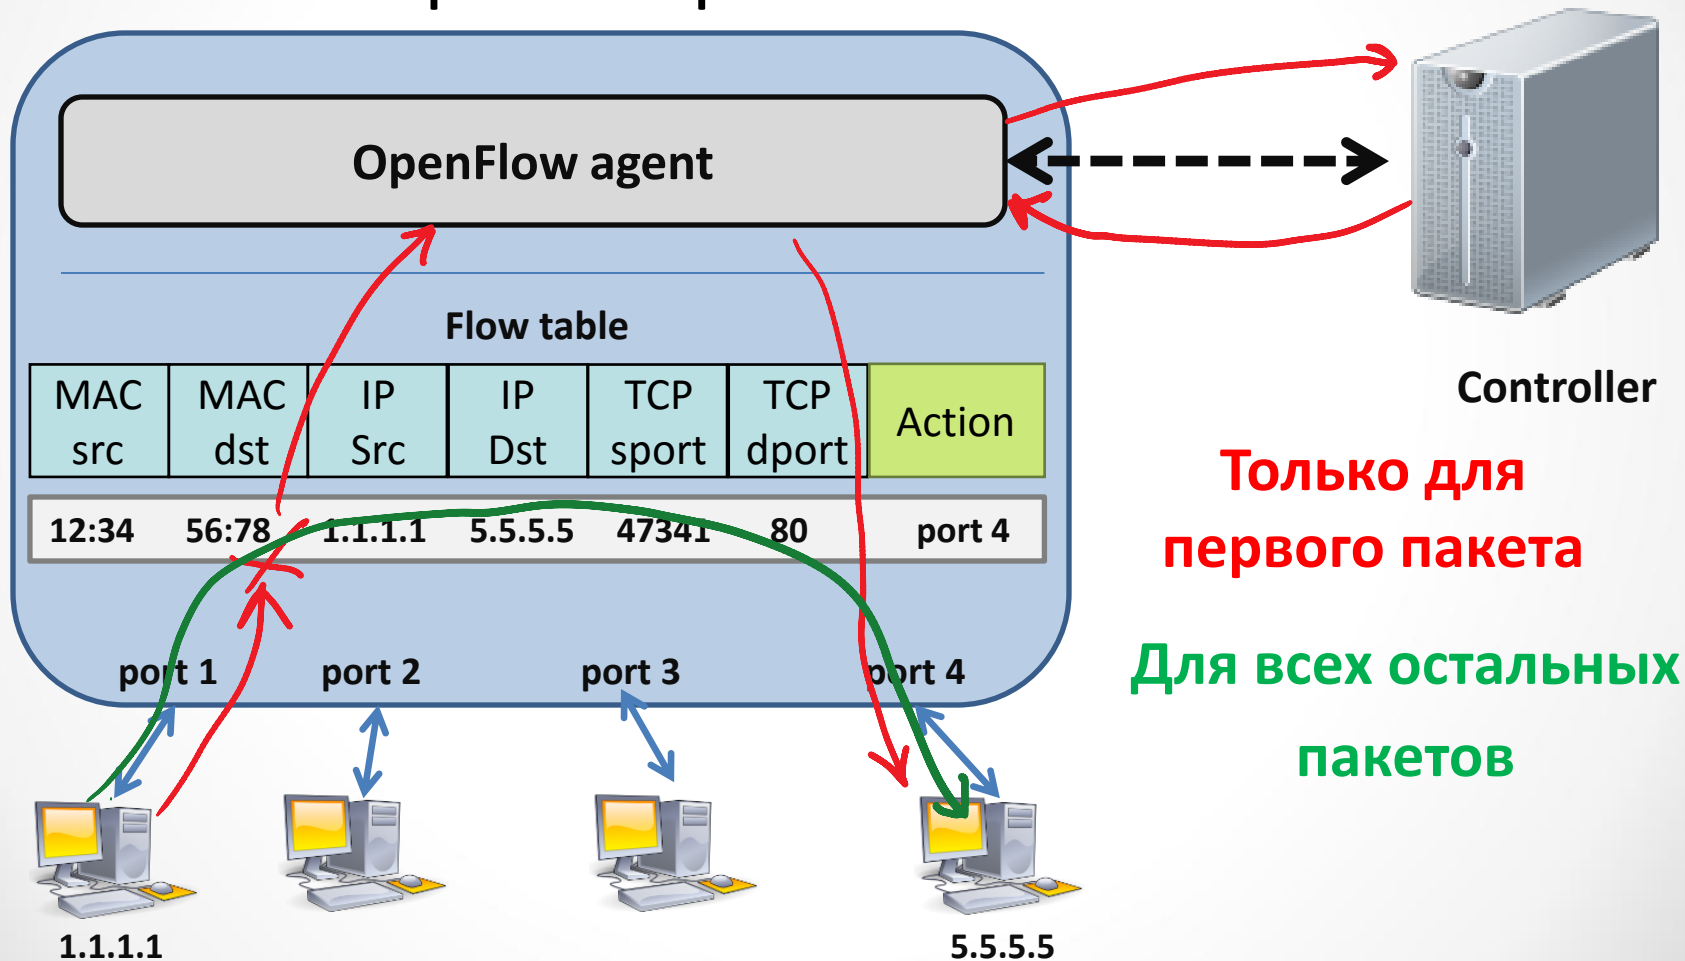 OpenFlow agent
Flow table
MAC src
MAC dst
IP Src
IP Dst
TCP sport
TCP dport
Action
12:34 56:78 1.1.1.1 5.5.5.5 47341 80 port 4
port 1 port 2 port 3 port 4
1.1.1.1
5.5.5.5
Controller
Только для
первого пакета
Для всех остальных
пакетов